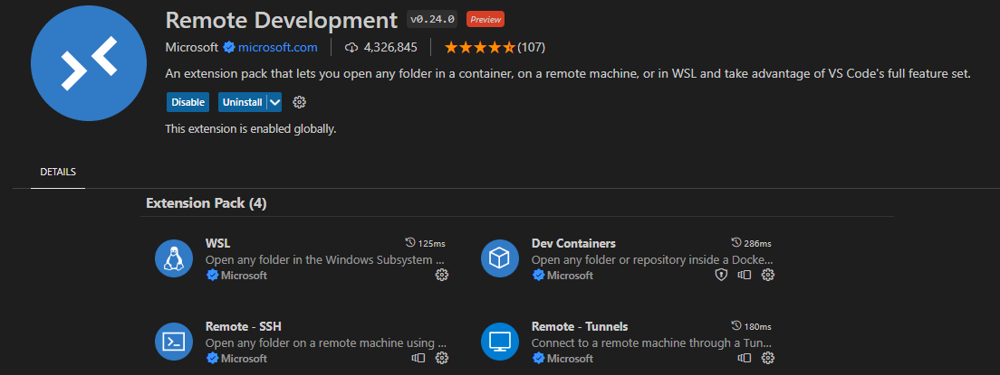 Remote Development v0.24.0 Preview
Microsoft microsoft.com 4,326,845 (107)
An extension pack that lets you open any folder in a container, on a remote machine, or in WSL and take advantage of VS Code's full feature set.
Disable Uninstall
This extension is enabled globally.
DETAILS
Extension Pack (4)
WSL 125ms
Open any folder in the Windows Subsystem ...
Microsoft
Dev Containers 286ms
Open any folder or repository inside a Docke...
Microsoft
Remote - SSH
Open any folder on a remote machine using ...
Microsoft
Remote - Tunnels 180ms
Connect to a remote machine through a Tun...
Microsoft